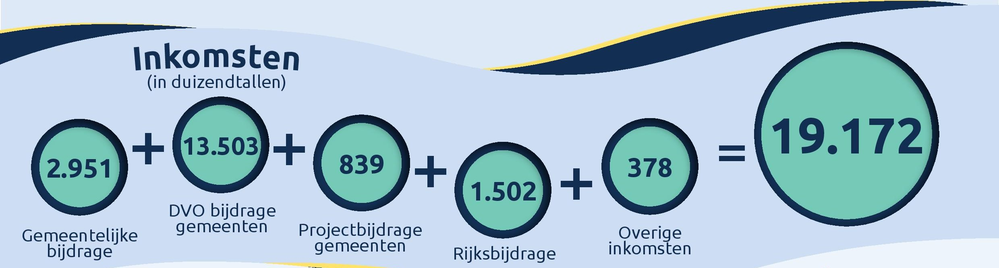 Inkomsten
(in duizendtallen)
2.951 + 13.503 + 839 + 1.502 + 378 = 19.172
Gemeentelijke
bijdrage
DVO bijdrage
gemeenten
Projectbijdrage
gemeenten
Rijksbijdrage
Overige
inkomsten